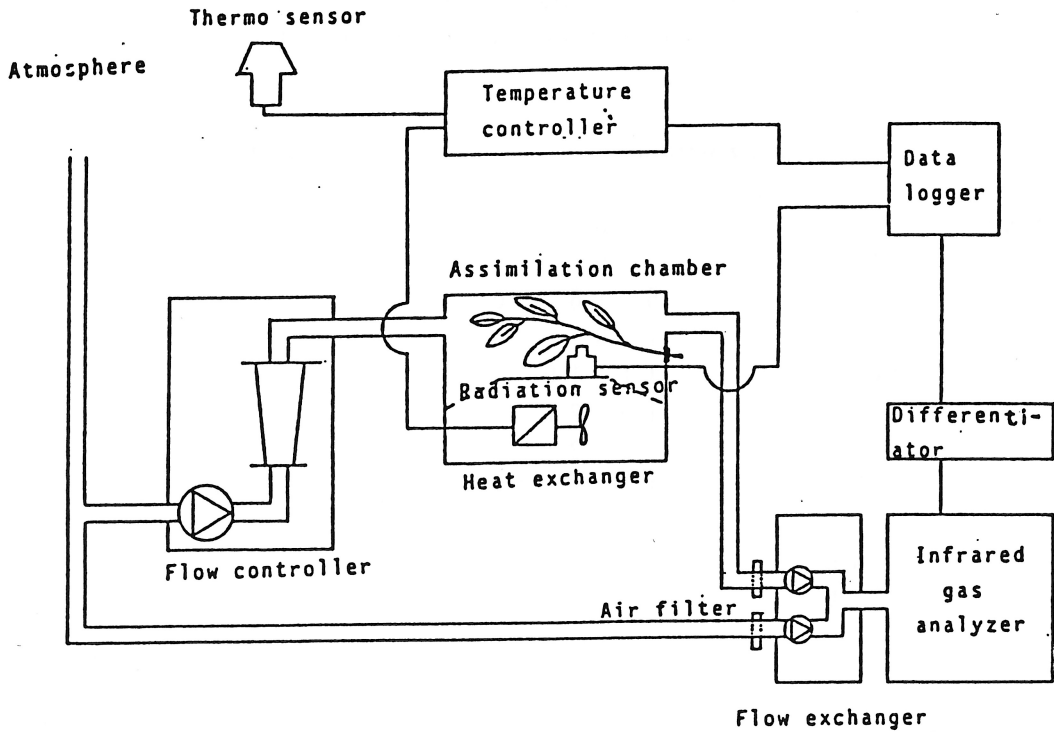 Thermo sensor
Atmosphere
Temperature
controller
Data
logger
Assimilation chamber
Radiation sensor
Differenti-
ator
Heat exchanger
Flow controller
Infrared
gas
analyzer
Air filter
Flow exchanger